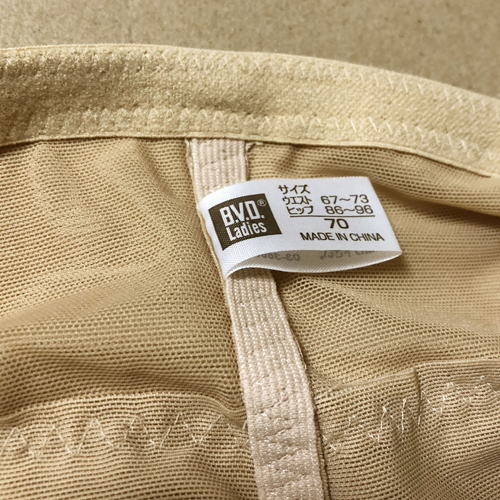 B.V.D.®
Ladies
サイズ
ウエスト 67~73
ヒップ 86~96
70
MADE IN CHINA